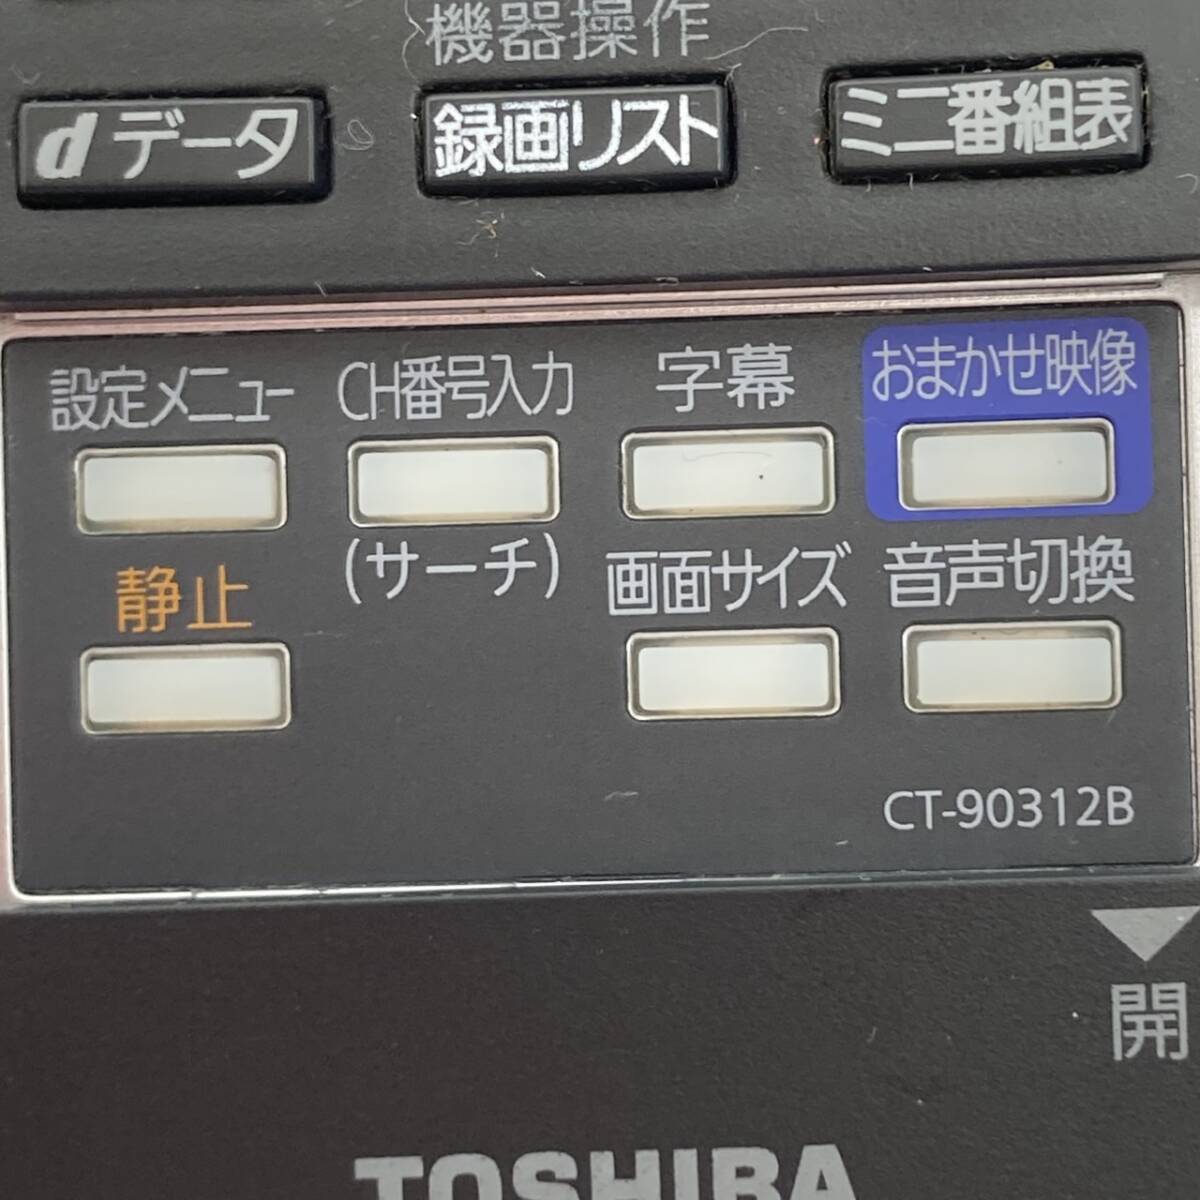 機器操作
dデータ 録画リスト ミニ番組表
設定メニュー CH番号入力 字幕 おまかせ映像
静止 (サーチ) 画面サイズ 音声切換
CT-90312B
開
TOSHIBA